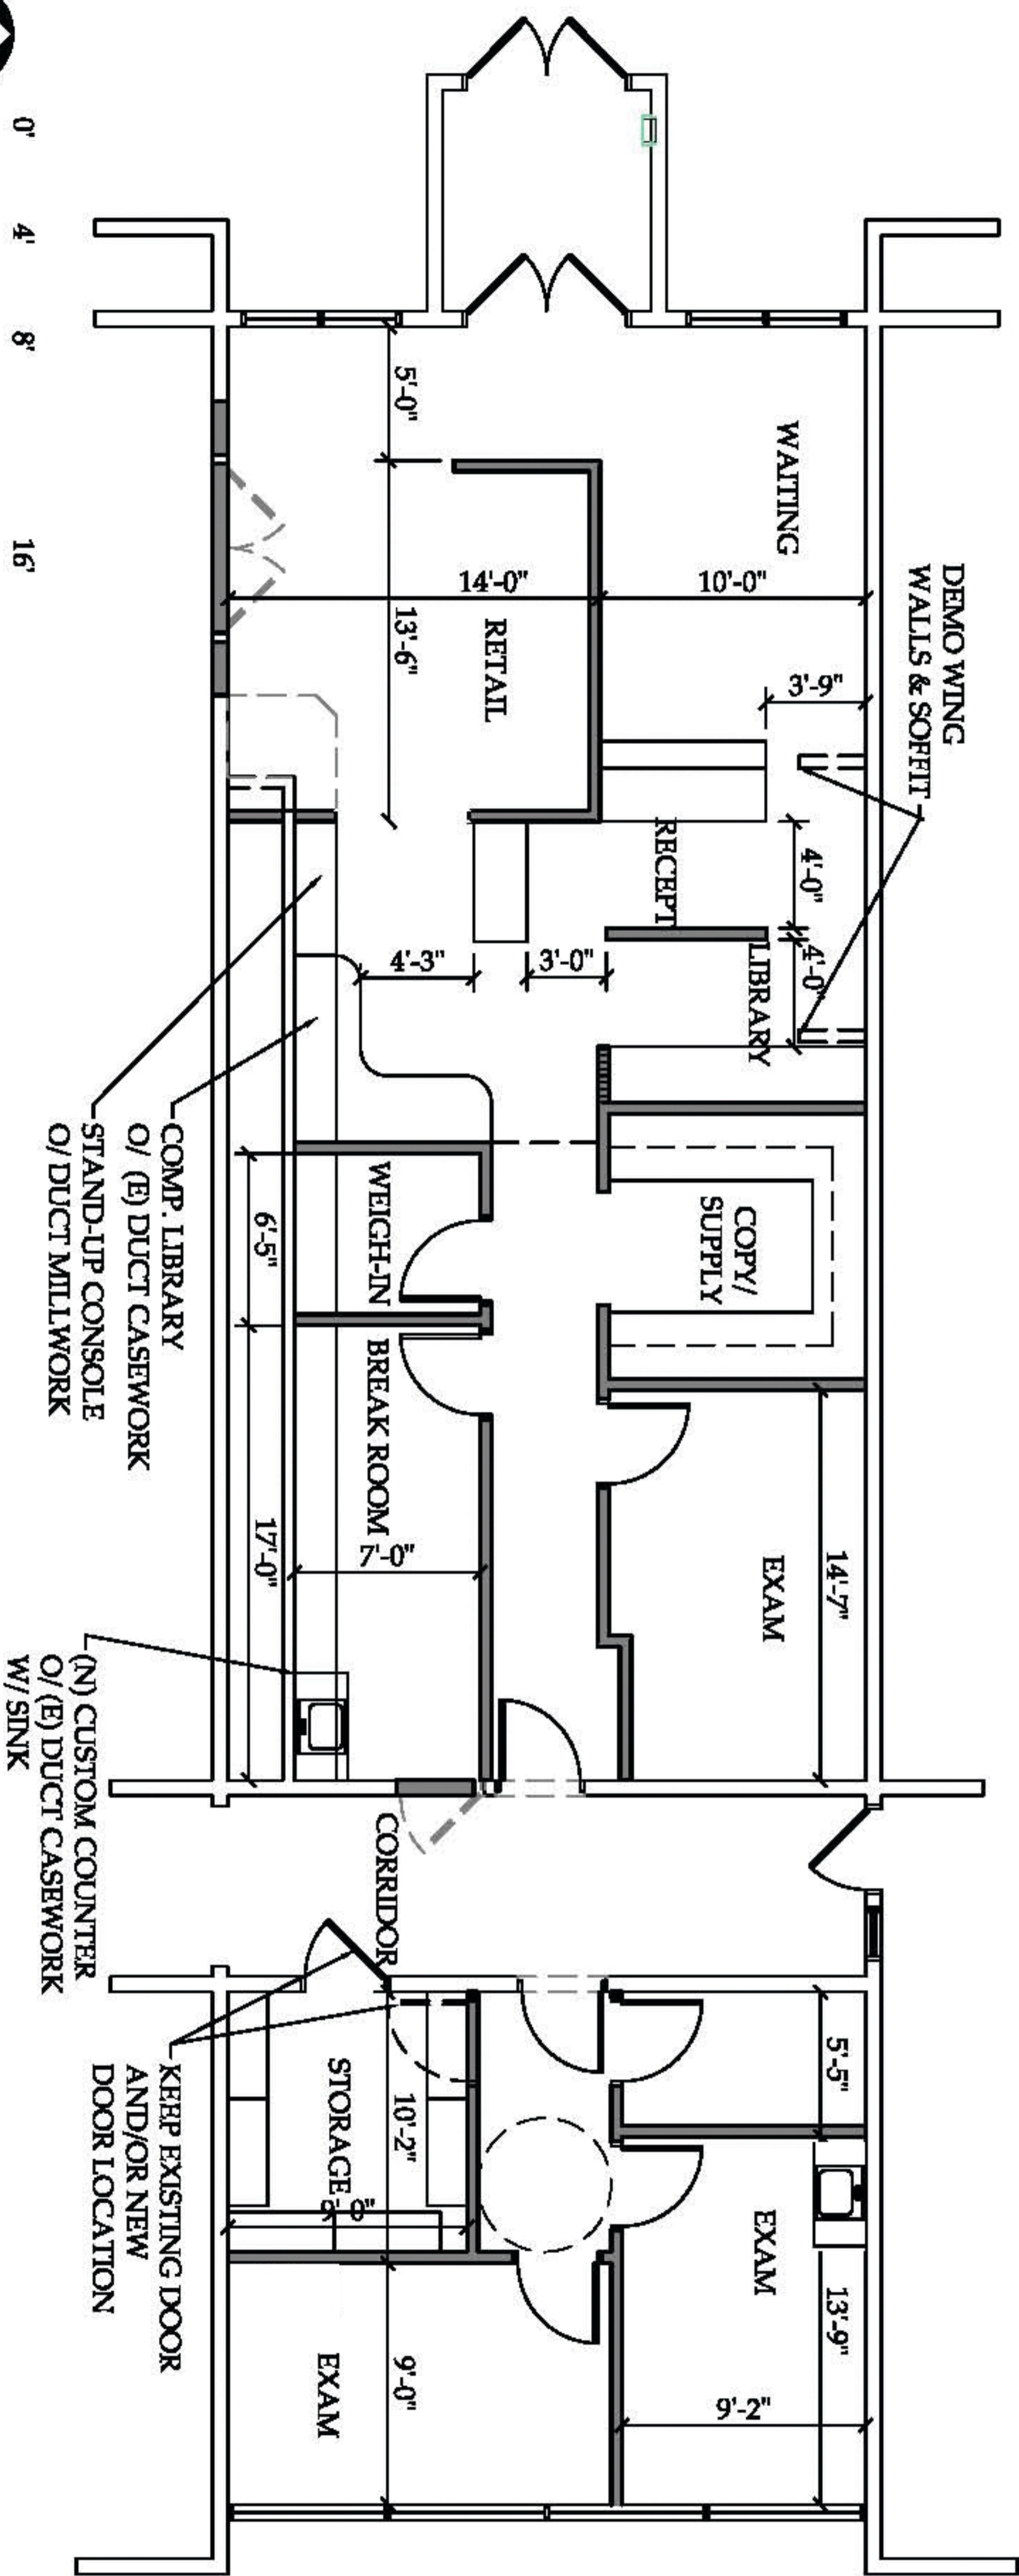 0'
4'
8'
16'
DEMO WING
WALLS & SOFFIT
WAITING
5'-0"
14'-0"
10'-0"
13'-6"
RETAIL
3'-9"
RECEPT
4'-0"
4'-0"
LIBRARY
4'-3"
3'-0"
COMP. LIBRARY
O/ (E) DUCT CASEWORK
STAND-UP CONSOLE
O/ DUCT MILLWORK
WEIGH-IN
6'-5"
COPY/
SUPPLY
BREAK ROOM
17'-0"
7'-0"
EXAM
14'-7"
(N) CUSTOM COUNTER
O/ (E) DUCT CASEWORK
W/ SINK
CORRIDOR
KEEP EXISTING DOOR
AND/OR NEW
DOOR LOCATION
STORAGE
10'-2"
9'-0"
5'-5"
EXAM
13'-9"
9'-2"
EXAM
9'-0"